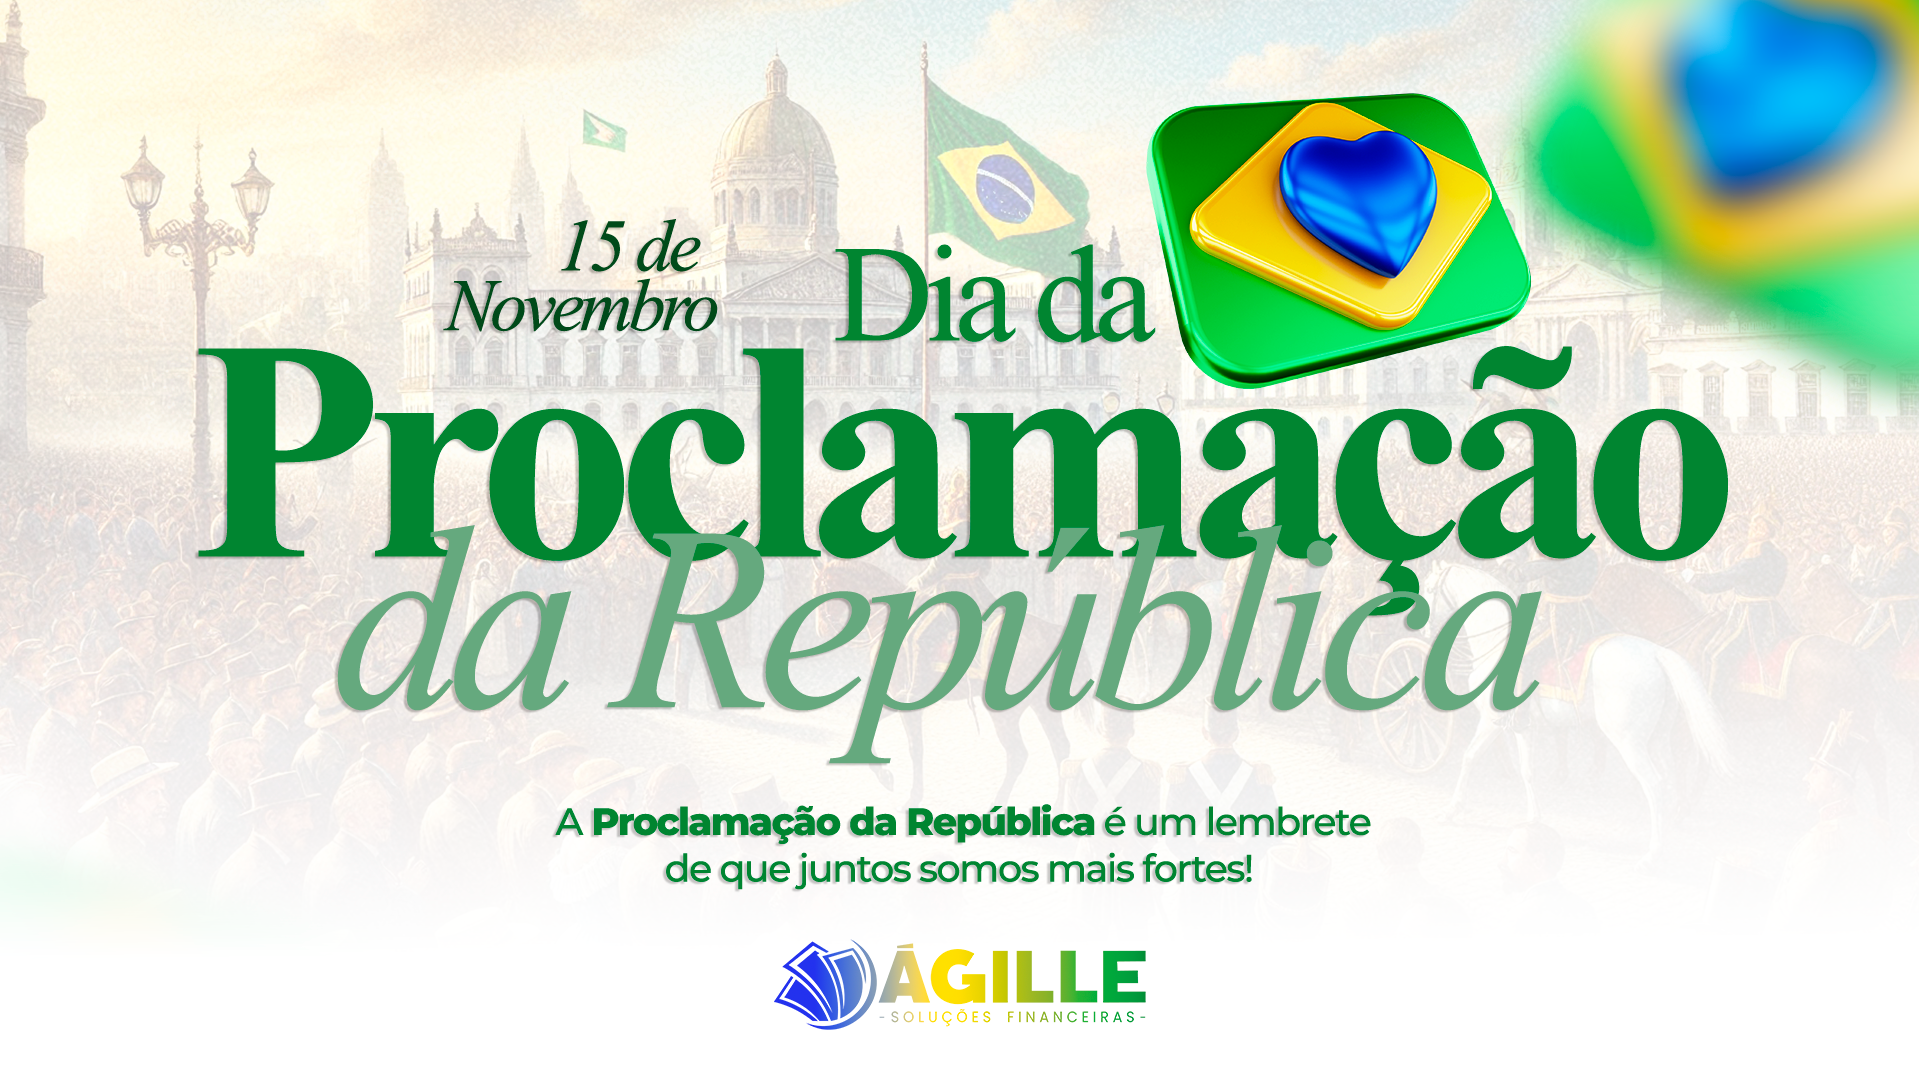 15 de
Novembro
Dia da
Proclamação
da República
A Proclamação da República é um lembrete
de que juntos somos mais fortes!
ÁGILLE
- SOLUÇÕES FINANCEIRAS -